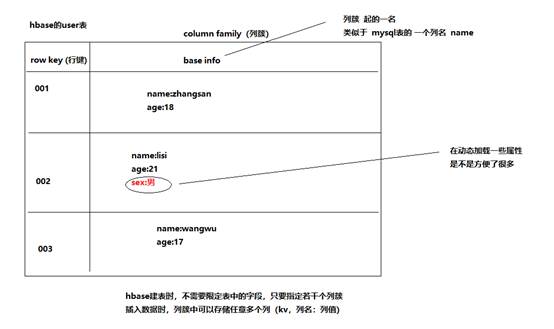 hbase的user表
column family（列簇）
列簇 起的一名
类似于 mysql表的 一个列名 name
row key (行键)
base info
001
name:zhangsan
age:18
name:lisi
age:21
002
sex:男
在动态加载一些属性
是不是方便了很多
name:wangwu
age:17
003
hbase建表时，不需要限定表中的字段，只要指定若干个列簇
插入数据时，列簇中可以存储任意多个列（kv，列名：列值）